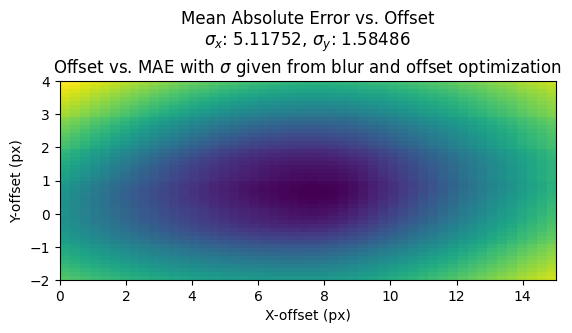 Mean Absolute Error vs. Offset
σx: 5.11752, σy: 1.58486
Offset vs. MAE with σ given from blur and offset optimization
4
3
2
1
0
−1
−2
Y-offset (px)
0 2 4 6 8 10 12 14
X-offset (px)